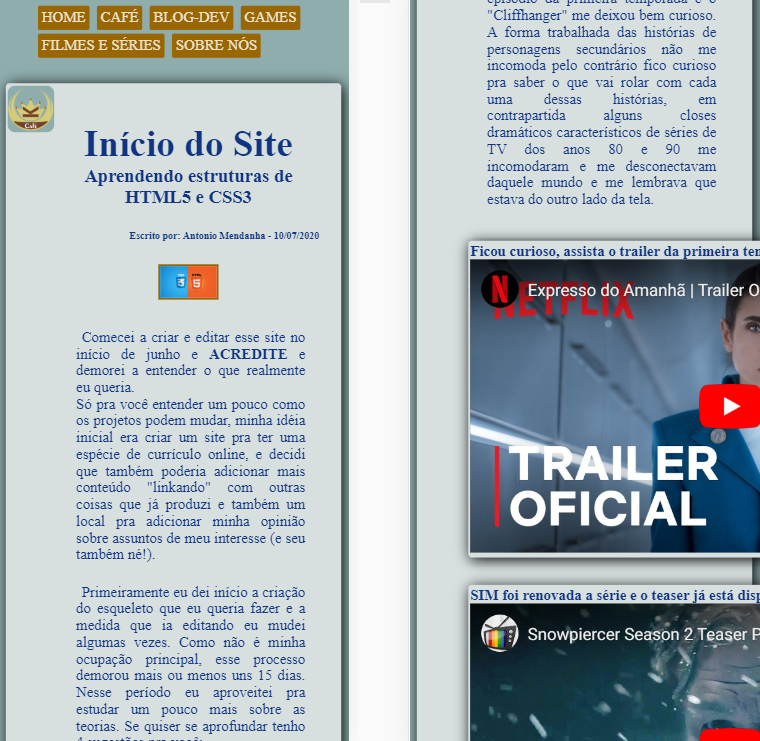 HOME CAFÉ BLOG-DEV GAMES
FILMES E SÉRIES SOBRE NÓS
Cafi
Início do Site
Aprendendo estruturas de
HTML5 e CSS3
Escrito por: Antonio Mendanha - 10/07/2020
Comecei a criar e editar esse site no
início de junho e ACREDITE e
demorei a entender o que realmente
eu queria.
Só pra você entender um pouco como
os projetos podem mudar, minha idéia
inicial era criar um site pra ter uma
espécie de currículo online, e decidi
que também poderia adicionar mais
conteúdo "linkando" com outras
coisas que já produzi e também um
local pra adicionar minha opinião
sobre assuntos de meu interesse (e seu
também né!).
Primeiramente eu dei início a criação
do esqueleto que eu queria fazer e a
medida que ia editando eu mudei
algumas vezes. Como não é minha
ocupação principal, esse processo
demorou mais ou menos uns 15 dias.
Nesse período eu aproveitei pra
estudar um pouco mais sobre as
teorias. Se quiser se aprofundar tenho
episódio da primeira temporada e o
"Cliffhanger" me deixou bem curioso.
A forma trabalhada das histórias de
personagens secundários não me
incomoda pelo contrário fico curioso
pra saber o que vai rolar com cada
uma dessas histórias, em
contrapartida alguns closes
dramáticos característicos de séries de
TV dos anos 80 e 90 me
incomodaram e me desconectavam
daquele mundo e me lembrava que
estava do outro lado da tela.
Ficou curioso, assista o trailer da primeira ten
NETFLIX
Expresso do Amanhã | Trailer O
TRAILER
OFICIAL
SIM foi renovada a série e o teaser já está disp
Snowpiercer Season 2 Teaser P